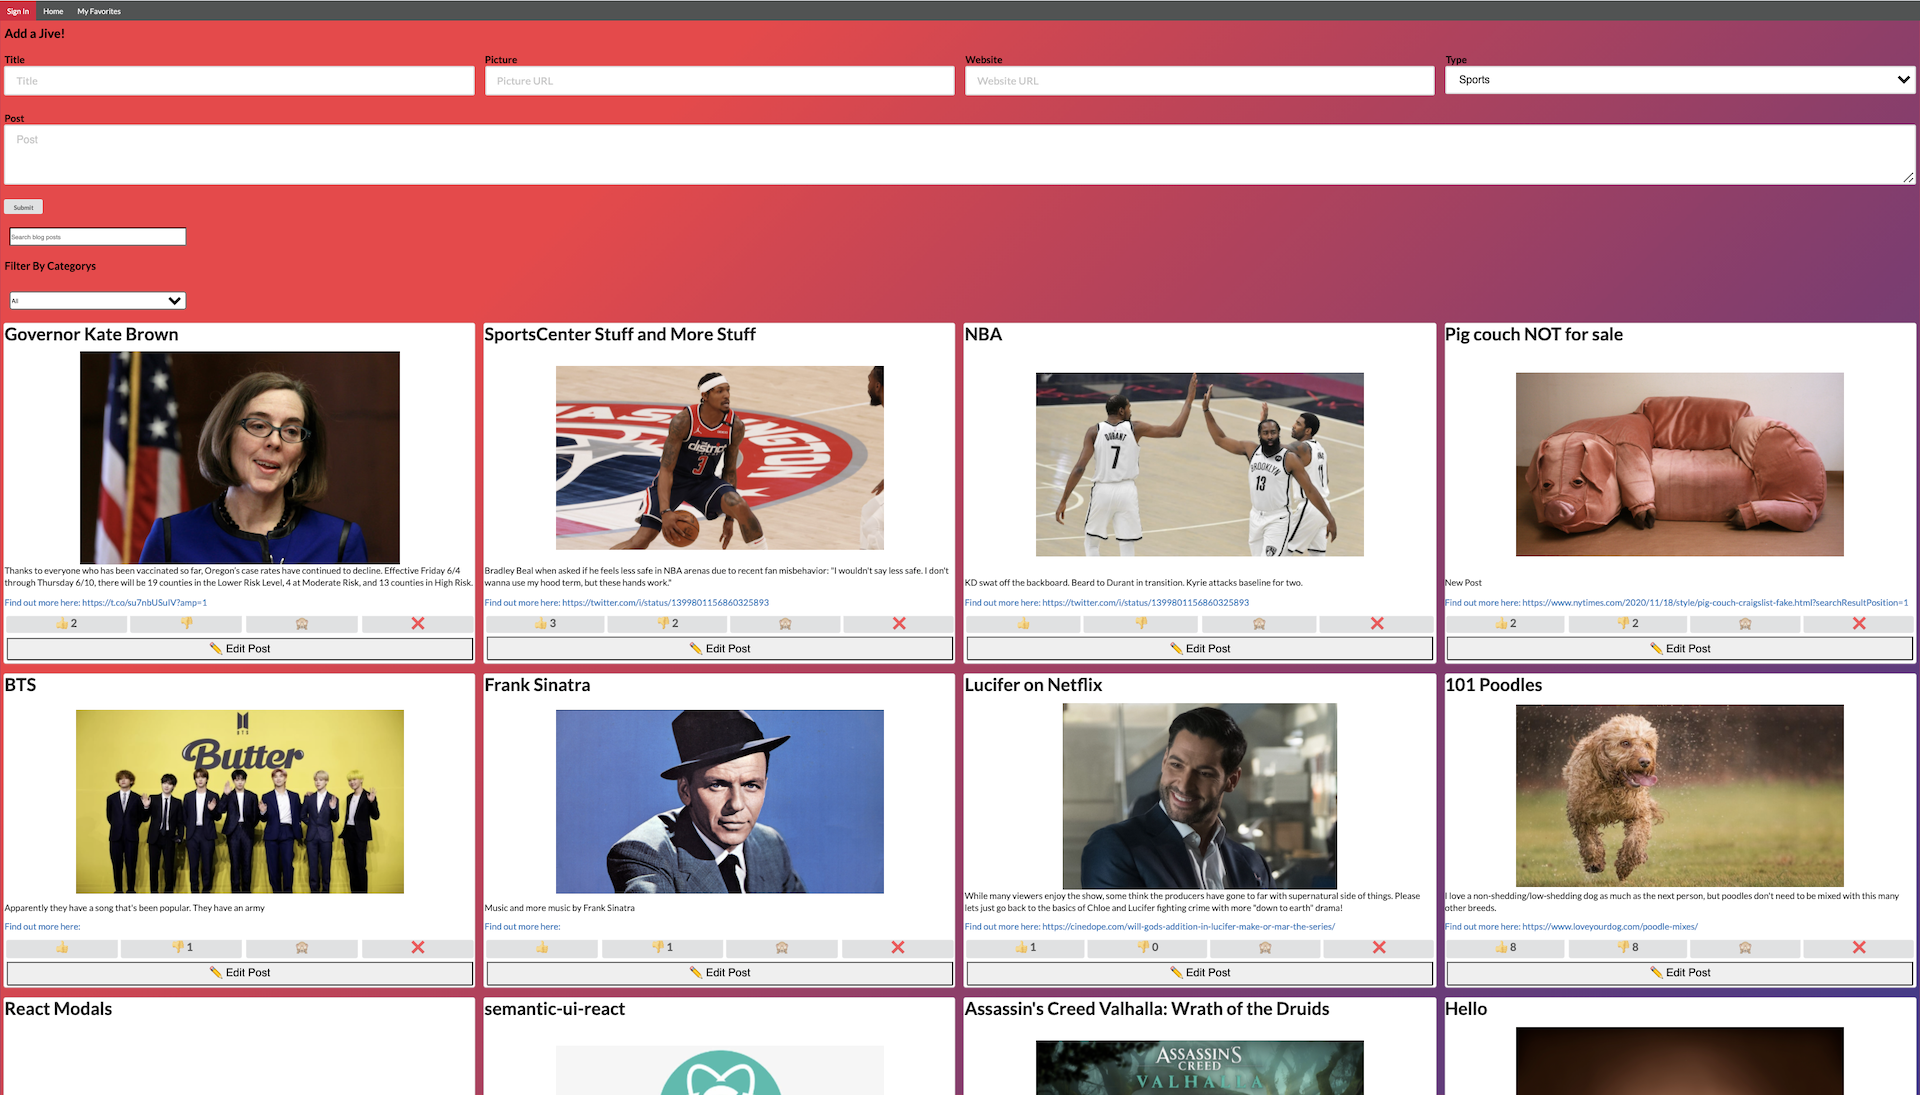 Sign In Home My Favorites
Add a Jive!
Title Picture Website Type
Title Picture URL Website URL Sports
Post
Post
Submit
Search blog posts
Filter By Categorys
All
Governor Kate Brown
Thanks to everyone who has been vaccinated so far, Oregon's case rates have continued to decline. Effective Friday 6/4
through Thursday 6/10, there will be 19 counties in the Lower Risk Level, 4 at Moderate Risk, and 13 counties in High Risk.
Find out more here: https://t.co/su7nbUSuIV?amp=1
2
Edit Post
SportsCenter Stuff and More Stuff
WASHINGTON
district
3
Bradley Beal when asked if he feels less safe in NBA arenas due to recent fan misbehavior: "I wouldn't say less safe. I don't
wanna use my hood term, but these hands work."
Find out more here: https://twitter.com/i/status/1399801156860325893
3 2
Edit Post
NBA
DURANT
7
BROOKLYN
13
11
KD swat off the backboard. Beard to Durant in transition. Kyrie attacks baseline for two.
Find out more here: https://twitter.com/i/status/1399801156860325893
Edit Post
Pig couch NOT for sale
New Post
Find out more here: https://www.nytimes.com/2020/11/18/style/pig-couch-craigslist-fake.html?searchResultPosition=1
2 2
Edit Post
BTS
BTS
Butter
Apparently they have a song that's been popular. They have an army
Find out more here:
1
Edit Post
Frank Sinatra
Music and more music by Frank Sinatra
Find out more here:
1
Edit Post
Lucifer on Netflix
While many viewers enjoy the show, some think the producers have gone to far with supernatural side of things. Please
lets just go back to the basics of Chloe and Lucifer fighting crime with more "down to earth" drama!
Find out more here: https://cinedope.com/will-gods-addition-in-lucifer-make-or-mar-the-series/
1 0
Edit Post
101 Poodles
I love a non-shedding/low-shedding dog as much as the next person, but poodles don't need to be mixed with this many
other breeds.
Find out more here: https://www.loveyourdog.com/poodle-mixes/
8 8
Edit Post
React Modals
semantic-ui-react
Assassin's Creed Valhalla: Wrath of the Druids
ASSASSIN'S
CREED
VALHALLA
Hello